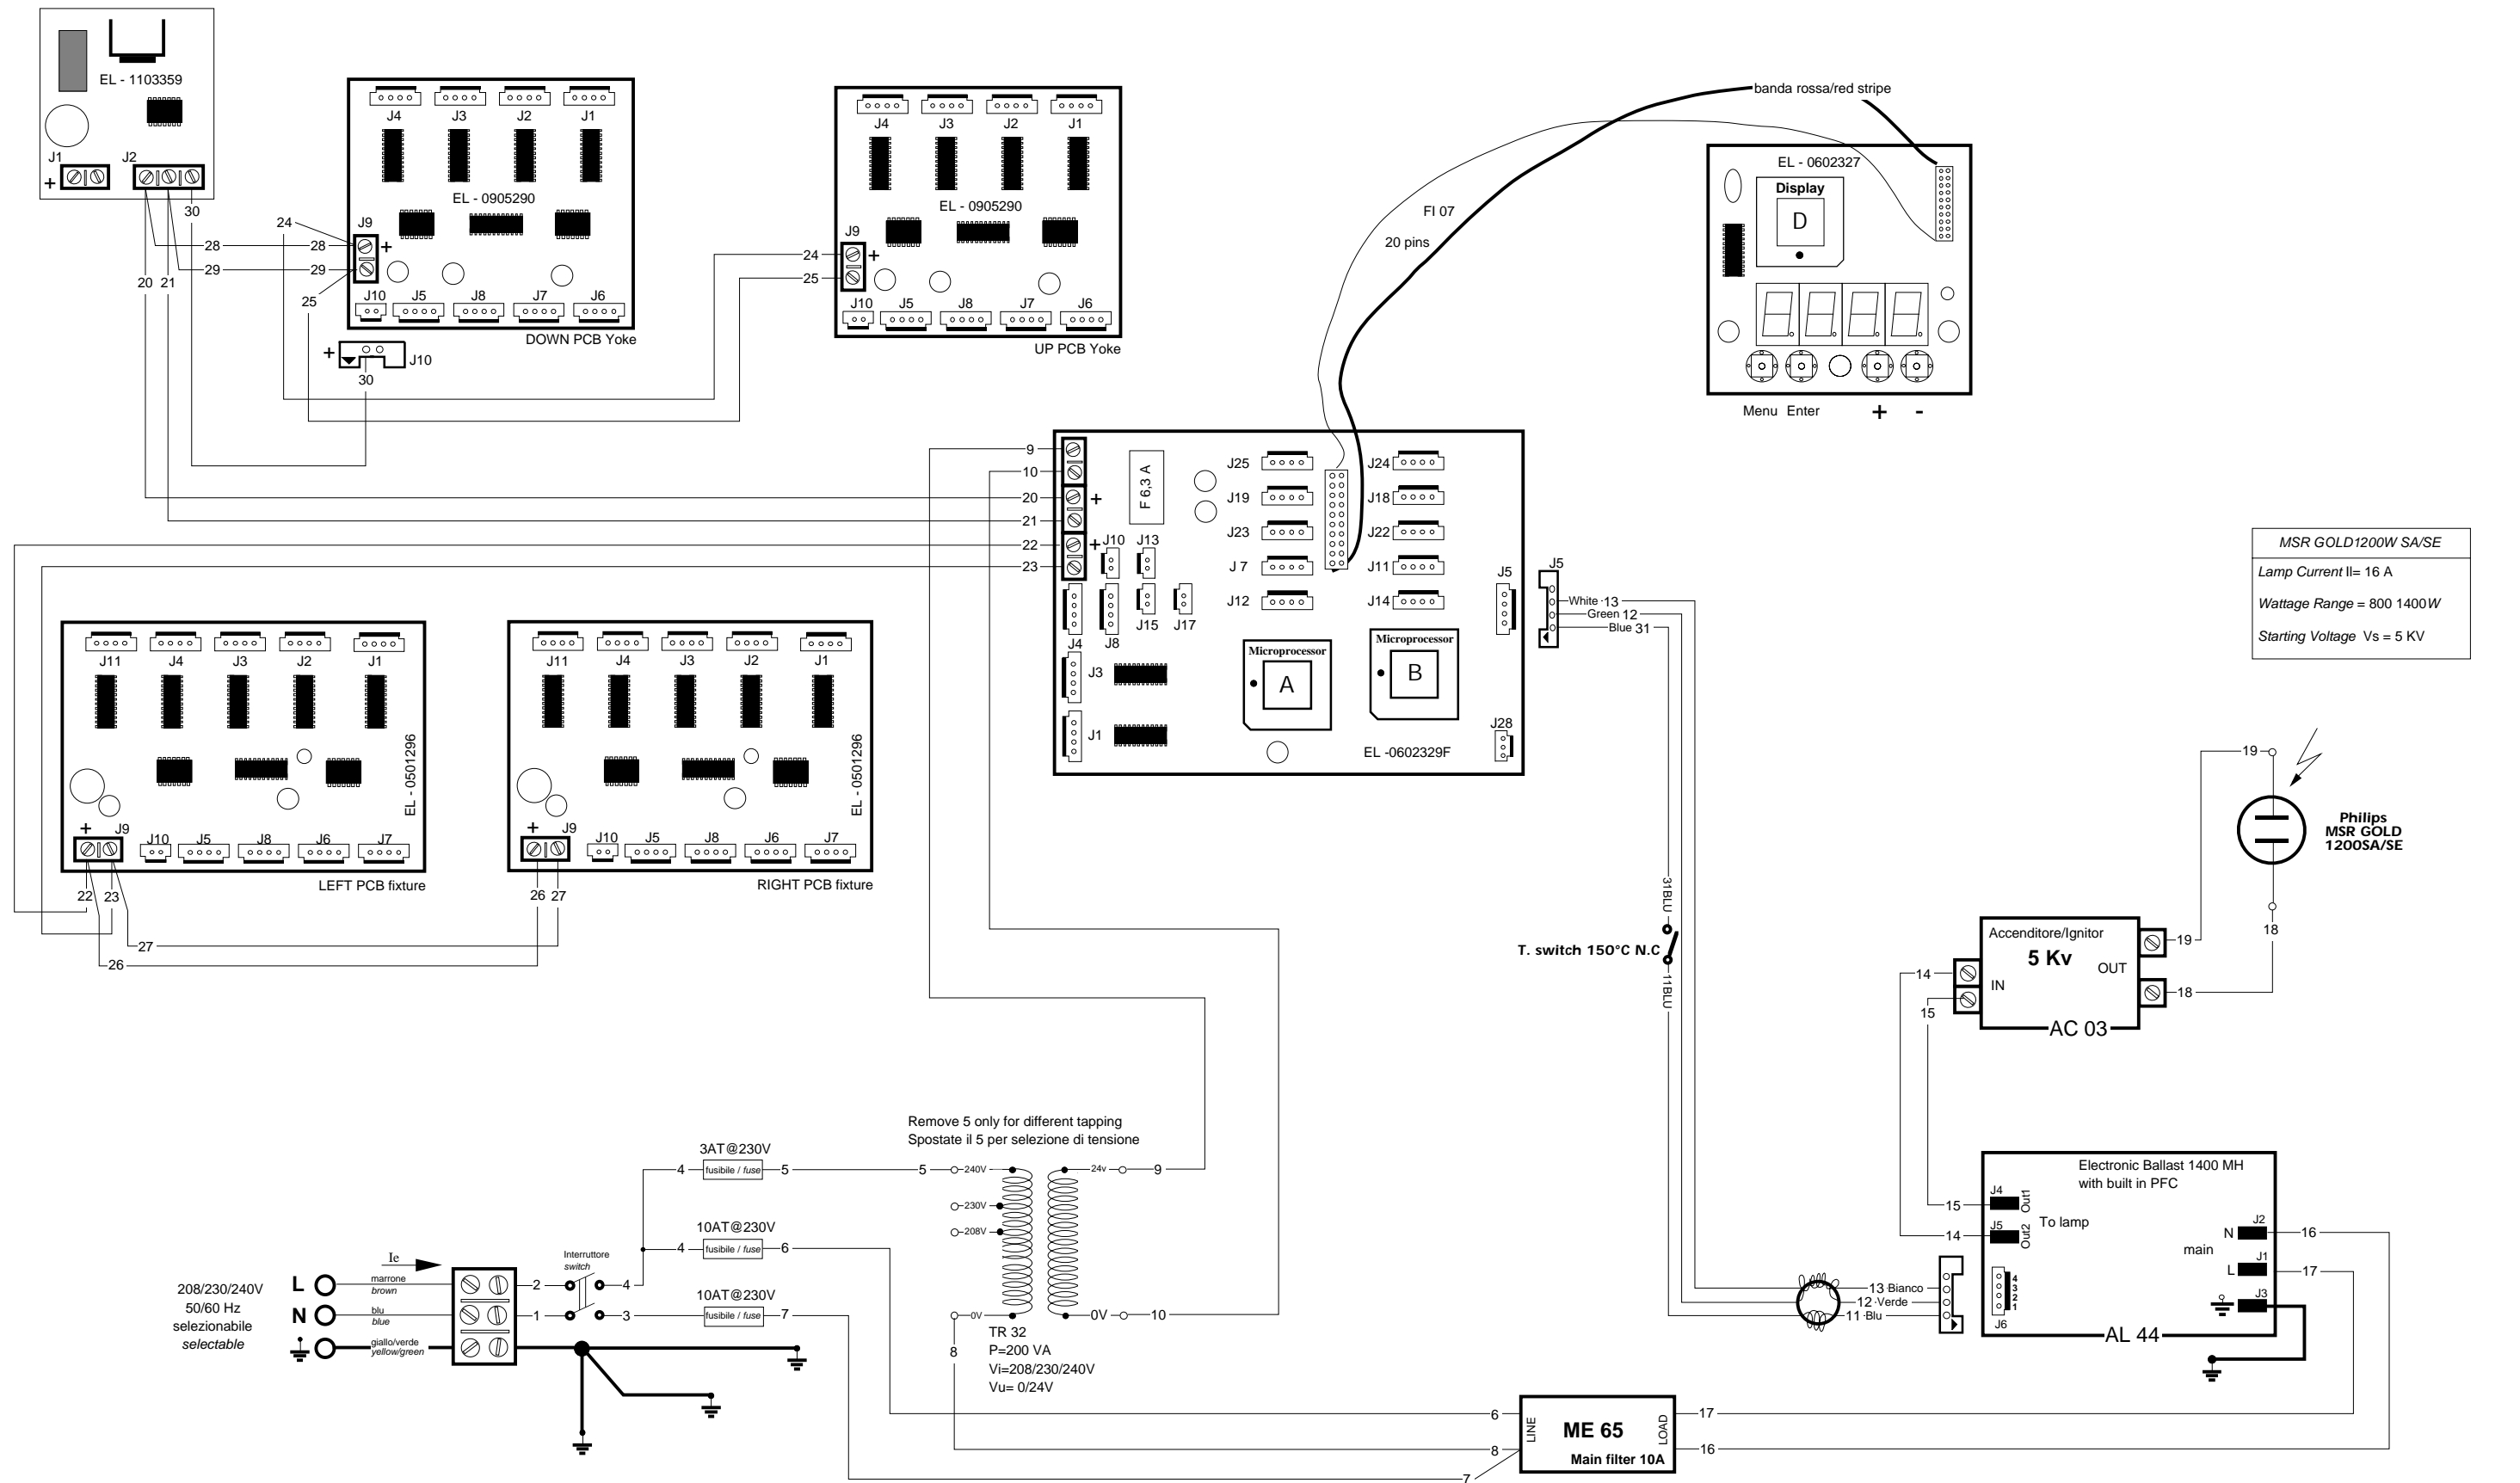 EL - 1103359
J1
J2
+
30
20
21
28
28
29
29
24
25
J4
J3
J2
J1
EL - 0905290
J9
+
J10
J5
J8
J7
J6
DOWN PCB Yoke
+
J10
30
J4
J3
J2
J1
EL - 0905290
J9
+
24
25
J10
J5
J8
J7
J6
UP PCB Yoke
banda rossa/red stripe
FI 07
20 pins
EL - 0602327
Display
D
Menu
Enter
+
-
9
10
20
+
21
22
+
23
F 6,3 A
J25
J24
J19
J18
J23
J22
J 7
J11
J12
J14
J10
J13
J15
J17
J4
J8
J3
J1
J5
J28
Microprocessor
A
Microprocessor
B
EL -0602329F
J5
White 13
Green 12
Blue 31
MSR GOLD1200W SA/SE
Lamp Current Il= 16 A
Wattage Range = 800 1400W
Starting Voltage Vs = 5 KV
J11
J4
J3
J2
J1
EL - 0501296
+
J9
J10
J5
J8
J6
J7
LEFT PCB fixture
22
23
27
26
J11
J4
J3
J2
J1
EL - 0501296
+
J9
J10
J5
J8
J6
J7
RIGHT PCB fixture
26
27
31BLU
T. switch 150°C N.C
11BLU
19
Philips
MSR GOLD
1200SA/SE
18
Accenditore/Ignitor
5 Kv
OUT
IN
AC 03
19
18
14
15
Remove 5 only for different tapping
Spostate il 5 per selezione di tensione
3AT@230V
4
fusibile / fuse
5
5
240V
230V
208V
0V
24v
9
0V
10
10AT@230V
4
fusibile / fuse
6
10AT@230V
3
fusibile / fuse
7
Ie
208/230/240V
50/60 Hz
selezionabile
selectable
L
marrone
brown
N
blu
blue
giallo/verde
yellow/green
Interruttore
switch
2
4
1
8
TR 32
P=200 VA
Vi=208/230/240V
Vu= 0/24V
6
8
7
LINE
ME 65
Main filter 10A
LOAD
17
16
13 Bianco
12 Verde
11 Blu
Electronic Ballast 1400 MH
with built in PFC
J4
Out1
J5
Out2
To lamp
15
14
main
J2
N
16
J1
L
17
J3
4
3
2
1
J6
AL 44